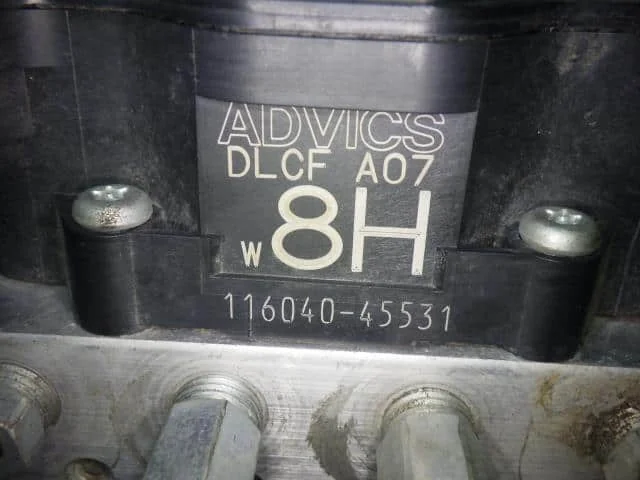 ADVICS
DLCF A07
W 8H
116040-45531